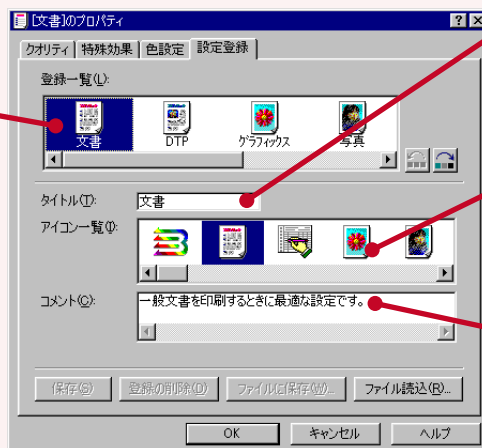 [文書]のプロパティ
クオリティ 特殊効果 色設定 設定登録
登録一覧(L):
文書 DTP グラフィックス 写真
タイトル(T): 文書
アイコン一覧(I):
コメント(C): 一般文書を印刷するときに最適な設定です。
保存(S) 登録の削除(D) ファイルに保存(W)... ファイル読込(R)...
OK キャンセル ヘルプ